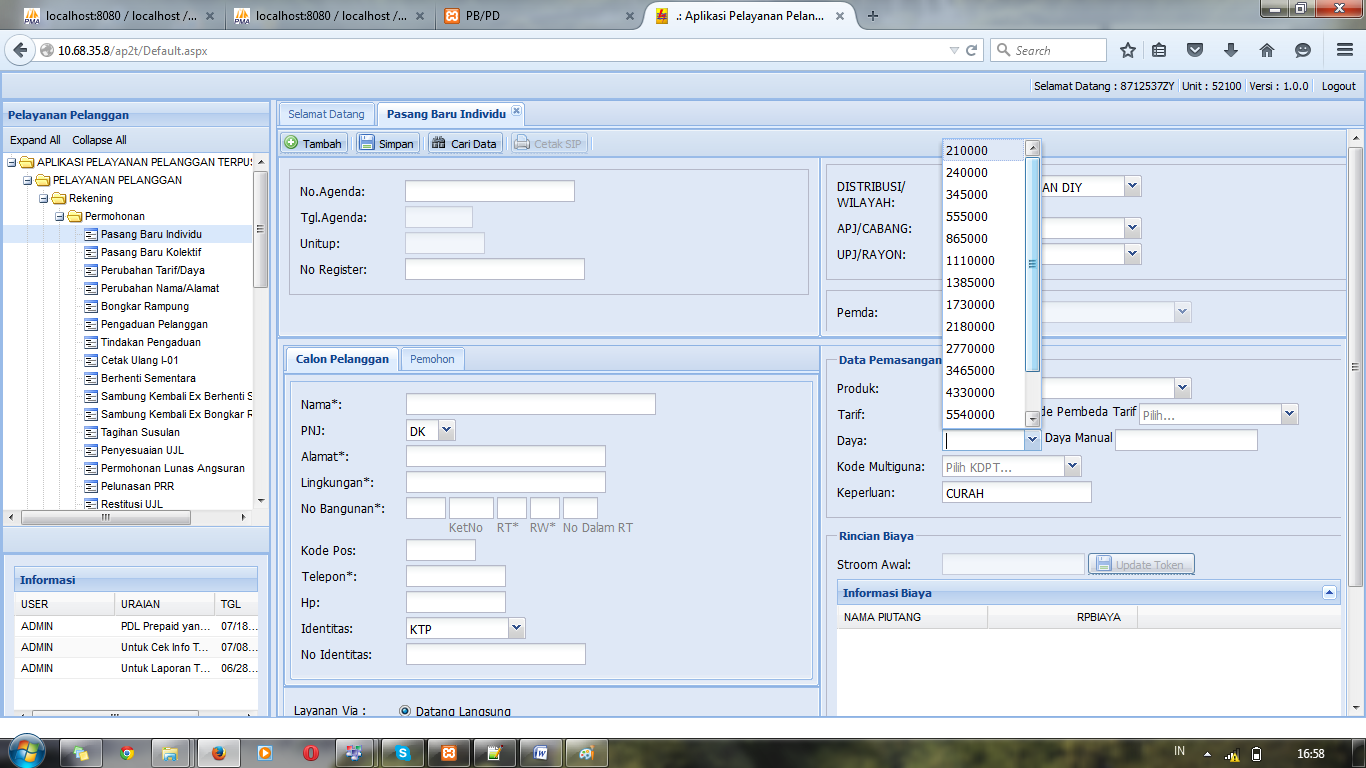 localhost:8080 / localhost /...
localhost:8080 / localhost /...
PB/PD
.: Aplikasi Pelayanan Pelan...
10.68.35.8/ap2t/Default.aspx
Search
Selamat Datang : 8712537ZY Unit : 52100 Versi : 1.0.0 Logout
Pelayanan Pelanggan
Expand All Collapse All
APLIKASI PELAYANAN PELANGGAN TERPUS
PELAYANAN PELANGGAN
Rekening
Permohonan
Pasang Baru Individu
Pasang Baru Kolektif
Perubahan Tarif/Daya
Perubahan Nama/Alamat
Bongkar Rampung
Pengaduan Pelanggan
Tindakan Pengaduan
Cetak Ulang I-01
Berhenti Sementara
Sambung Kembali Ex Berhenti S
Sambung Kembali Ex Bongkar R
Tagihan Susulan
Penyesuaian UJL
Permohonan Lunas Angsuran
Pelunasan PRR
Restitusi UJL
Informasi
USER URAIAN TGL
ADMIN PDL Prepaid yan... 07/18...
ADMIN Untuk Cek Info T... 07/08...
ADMIN Untuk Laporan T... 06/28...
Selamat Datang Pasang Baru Individu
Tambah Simpan Cari Data Cetak SIP
No.Agenda:
Tgl.Agenda:
Unitup:
No Register:
DISTRIBUSI/
WILAYAH:
AN DIY
APJ/CABANG:
UPJ/RAYON:
Pemda:
Calon Pelanggan Pemohon
Nama*:
PNJ: DK
Alamat*:
Lingkungan*:
No Bangunan*:
KetNo RT* RW* No Dalam RT
Kode Pos:
Telepon*:
Hp:
Identitas: KTP
No Identitas:
Layanan Via : Datang Langsung
Data Pemasangan
Produk:
Tarif: de Pembeda Tarif Pilih...
Daya: Daya Manual
210000
240000
345000
555000
865000
1110000
1385000
1730000
2180000
2770000
3465000
4330000
5540000
Kode Multiguna: Pilih KDPT...
Keperluan: CURAH
Rincian Biaya
Stroom Awal: Update Token
Informasi Biaya
NAMA PIUTANG RPBIAYA
IN 16:58